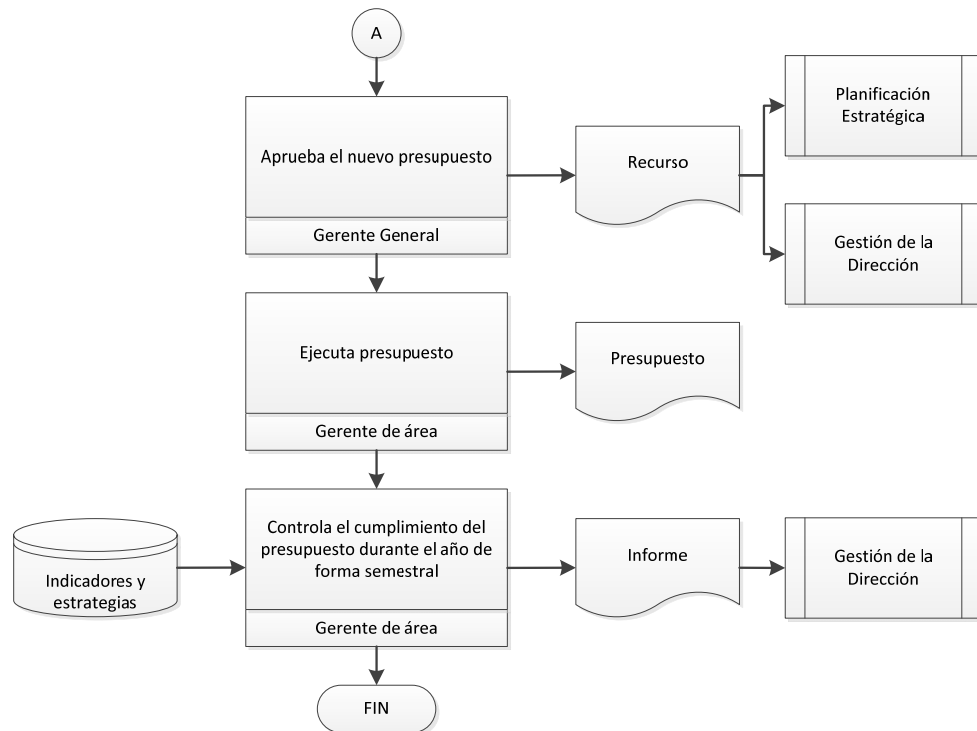 A
Aprueba el nuevo presupuesto
Gerente General
Recurso
Planificación
Estratégica
Gestión de la
Dirección
Ejecuta presupuesto
Gerente de área
Presupuesto
Indicadores y
estrategias
Controla el cumplimiento del
presupuesto durante el año de
forma semestral
Gerente de área
Informe
Gestión de la
Dirección
FIN